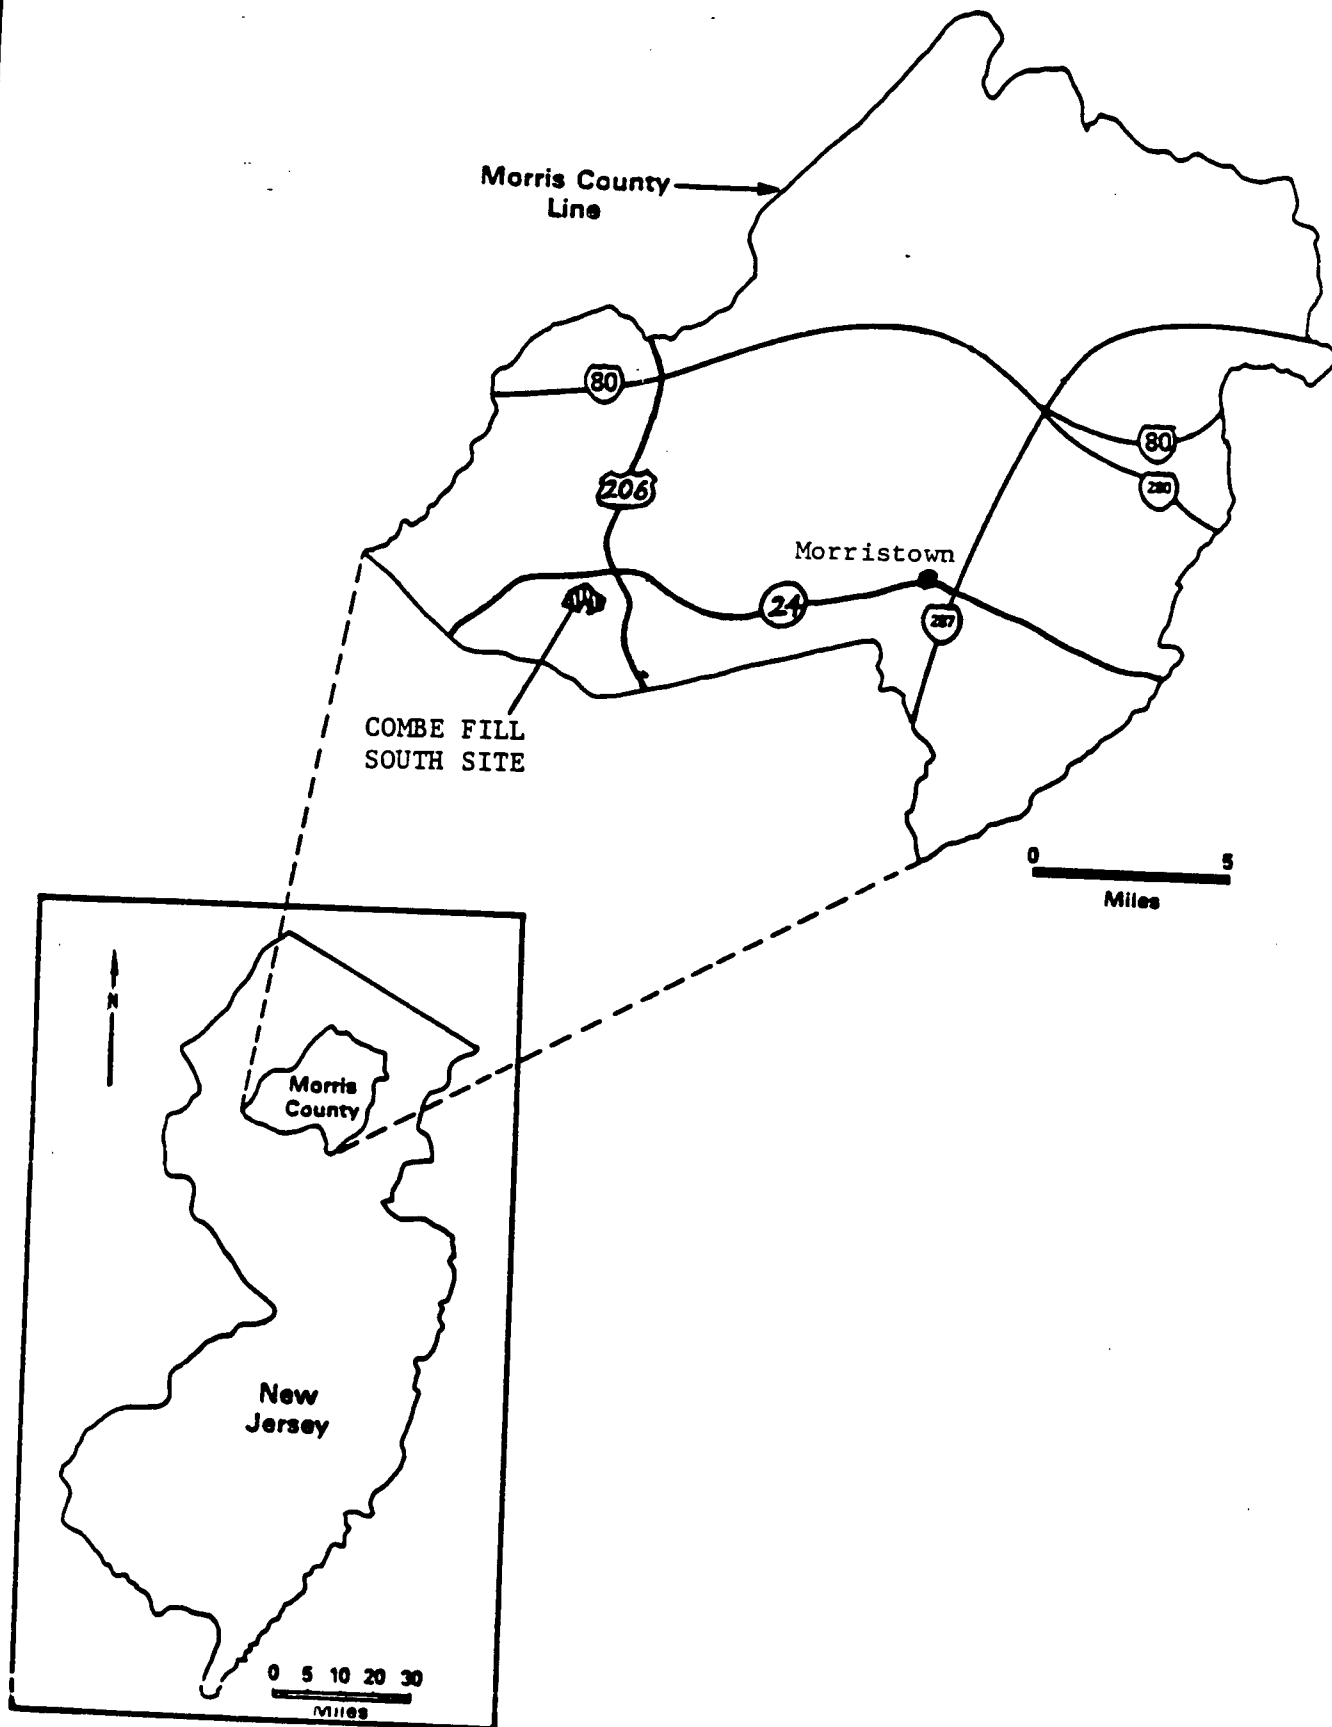 Morris County
Line
80
80
206
280
Morristown
24
287
COMBE FILL
SOUTH SITE
0 5
Miles
N
Morris
County
New
Jersey
0 5 10 20 30
Miles